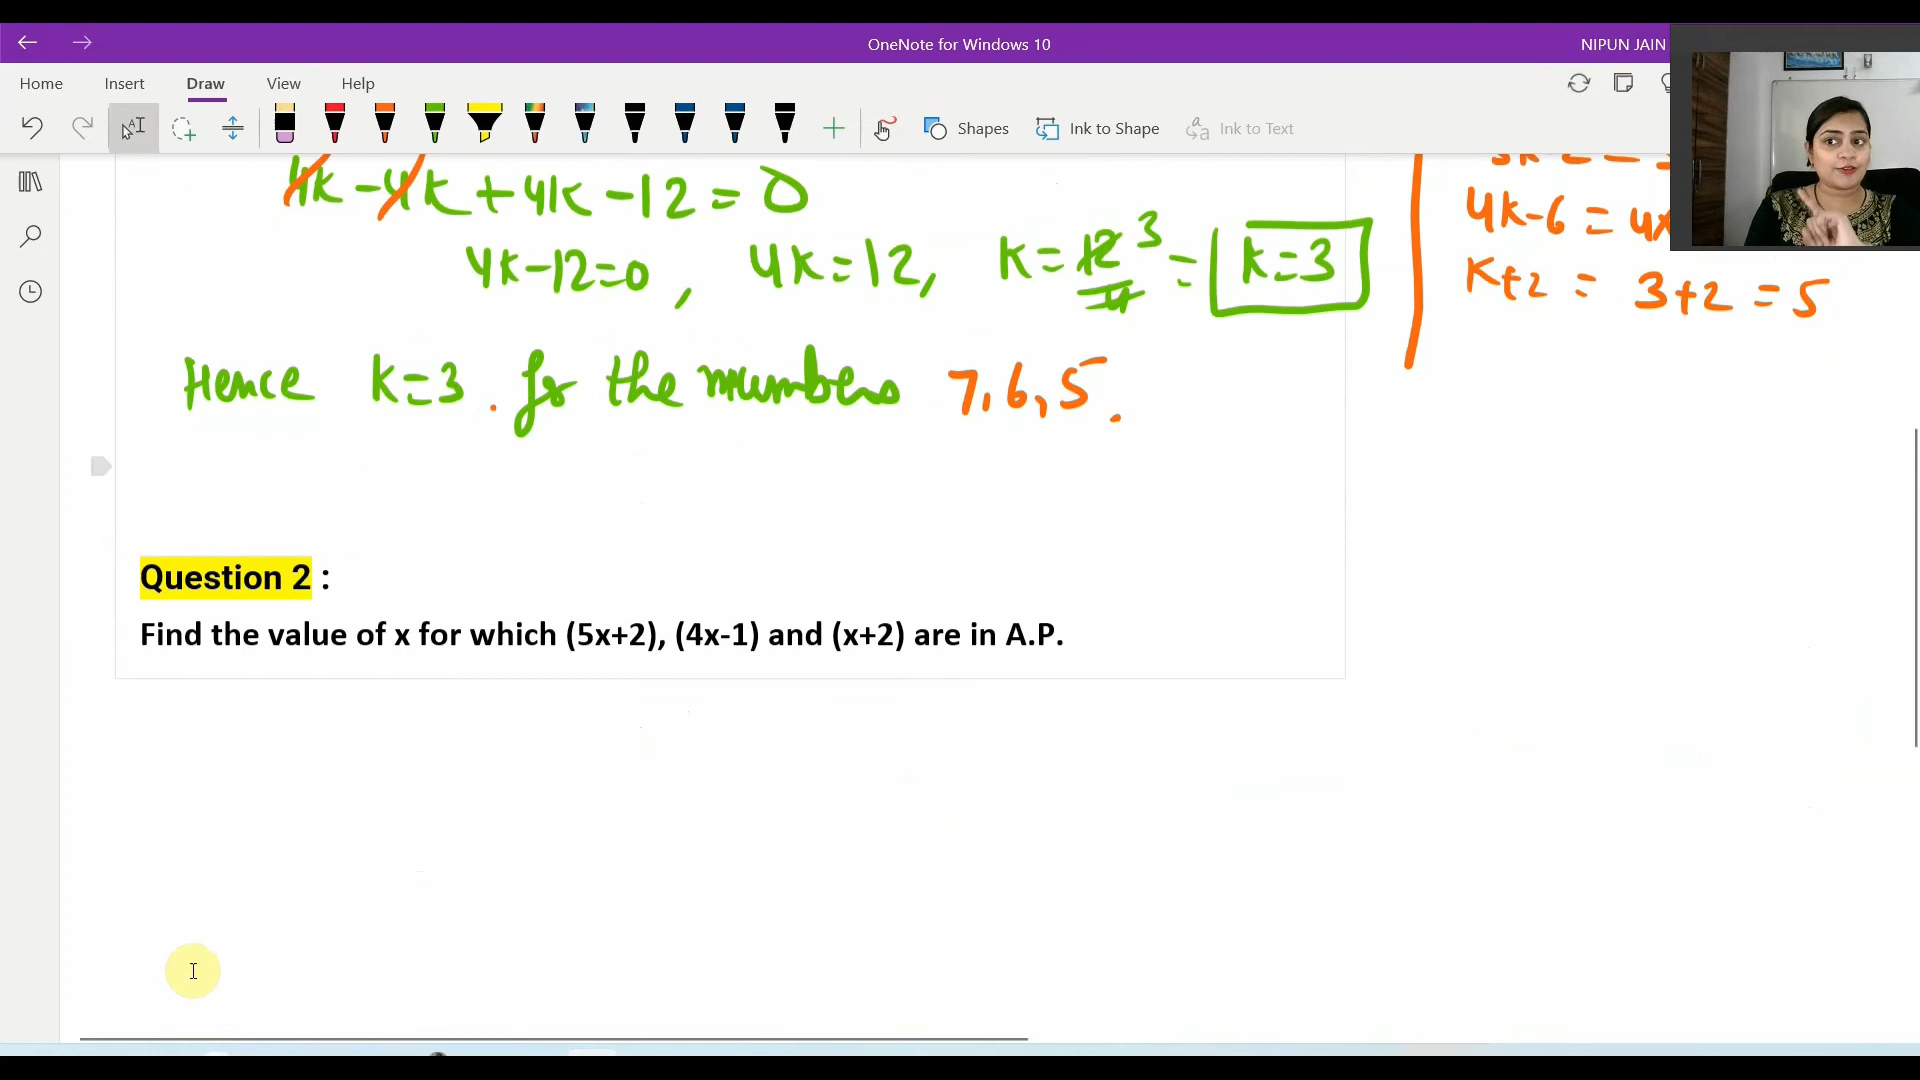 OneNote for Windows 10
NIPUN JAIN
Home Insert Draw View Help
Shapes Ink to Shape Ink to Text
4k - 4k + 4k - 12 = 0
4k-12=0 , 4k=12, k=12/4 3 = k=3
4k-6 = 4x
k+2 = 3+2 = 5
Hence k=3. for the numbers 7,6,5.
Question 2 :
Find the value of x for which (5x+2), (4x-1) and (x+2) are in A.P.